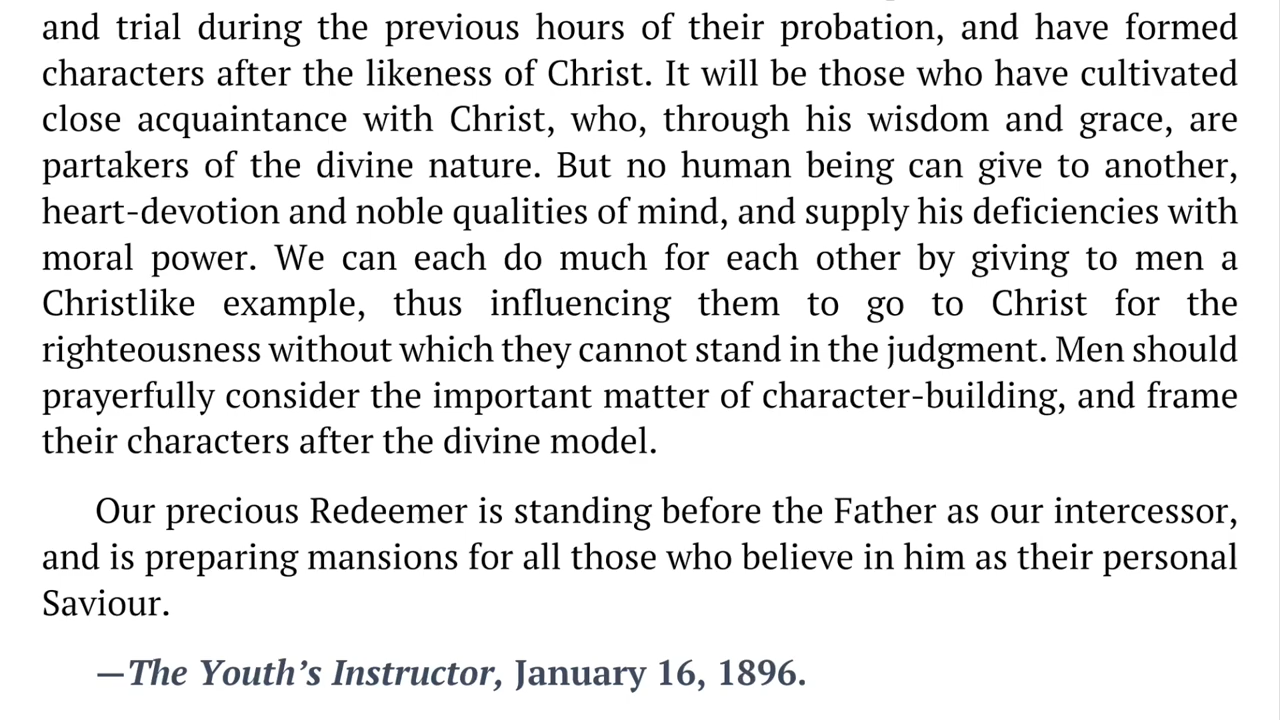 and trial during the previous hours of their probation, and have formed
characters after the likeness of Christ. It will be those who have cultivated
close acquaintance with Christ, who, through his wisdom and grace, are
partakers of the divine nature. But no human being can give to another,
heart-devotion and noble qualities of mind, and supply his deficiencies with
moral power. We can each do much for each other by giving to men a
Christlike example, thus influencing them to go to Christ for the
righteousness without which they cannot stand in the judgment. Men should
prayerfully consider the important matter of character-building, and frame
their characters after the divine model.
Our precious Redeemer is standing before the Father as our intercessor,
and is preparing mansions for all those who believe in him as their personal
Saviour.
—The Youth’s Instructor, January 16, 1896.